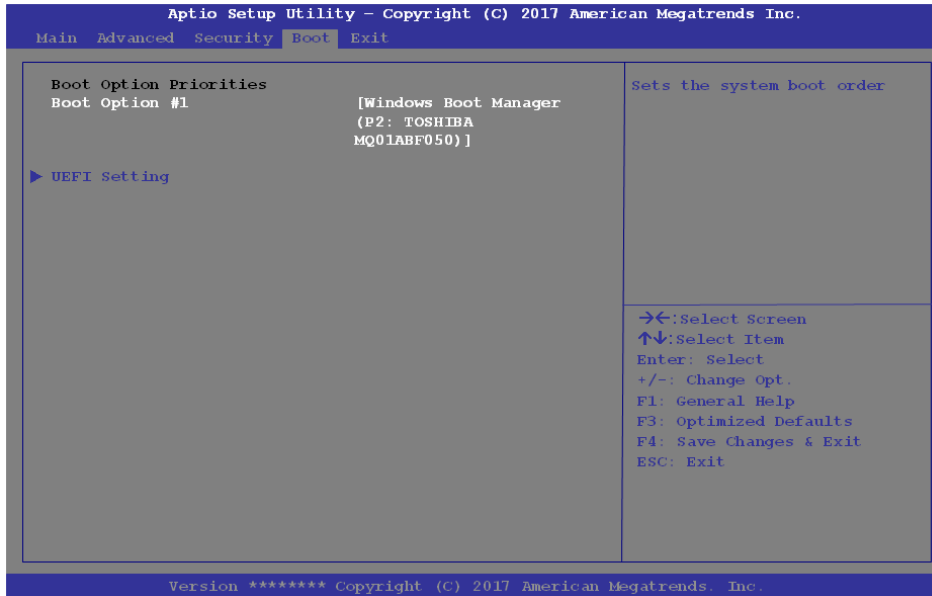 Aptio Setup Utility – Copyright (C) 2017 American Megatrends Inc.
Main Advanced Security Boot Exit
Boot Option Priorities
Boot Option #1 [Windows Boot Manager
(P2: TOSHIBA
MQ01ABF050)]
▶ UEFI Setting
Sets the system boot order
→←:Select Screen
↑↓:Select Item
Enter: Select
+/-: Change Opt.
F1: General Help
F3: Optimized Defaults
F4: Save Changes & Exit
ESC: Exit
Version ******** Copyright (C) 2017 American Megatrends. Inc.